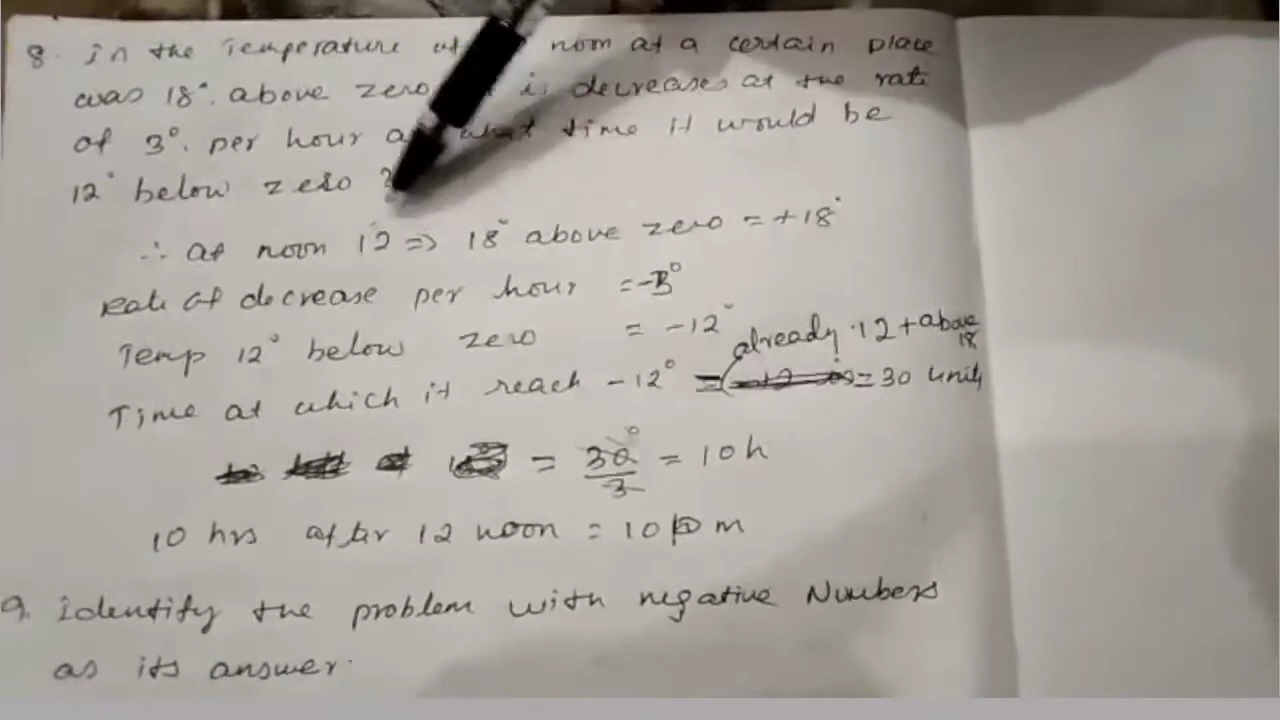 8. in the Temperature at noon at a certain place
was 18°. above zero is decreases at the rate
of 3°. per hour at what time it would be
12° below zero ?
∴ at noon 12 => 18° above zero = +18°
Rate of decrease per hour = -3°
Temp 12° below zero = -12°
already 12 + above 18
Time at which it reach -12° = = 30 units
= 30°/3 = 10h
10 hrs after 12 noon = 10 pm
9. identify the problem with negative Numbers
as its answer.